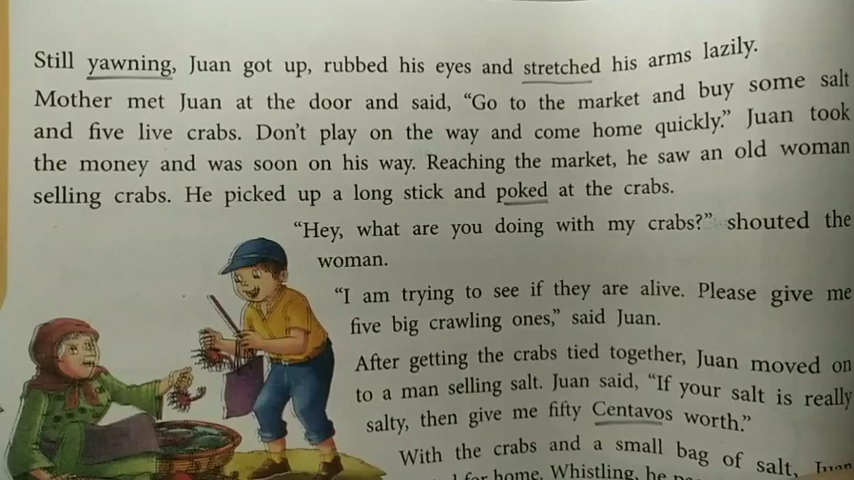 Still yawning, Juan got up, rubbed his eyes and stretched his arms lazily.
Mother met Juan at the door and said, “Go to the market and buy some salt
and five live crabs. Don’t play on the way and come home quickly.” Juan took
the money and was soon on his way. Reaching the market, he saw an old woman
selling crabs. He picked up a long stick and poked at the crabs.
“Hey, what are you doing with my crabs?” shouted the
woman.
“I am trying to see if they are alive. Please give me
five big crawling ones,” said Juan.
After getting the crabs tied together, Juan moved on
to a man selling salt. Juan said, “If your salt is really
salty, then give me fifty Centavos worth.”
With the crabs and a small bag of salt, Juan
for home. Whistling, he